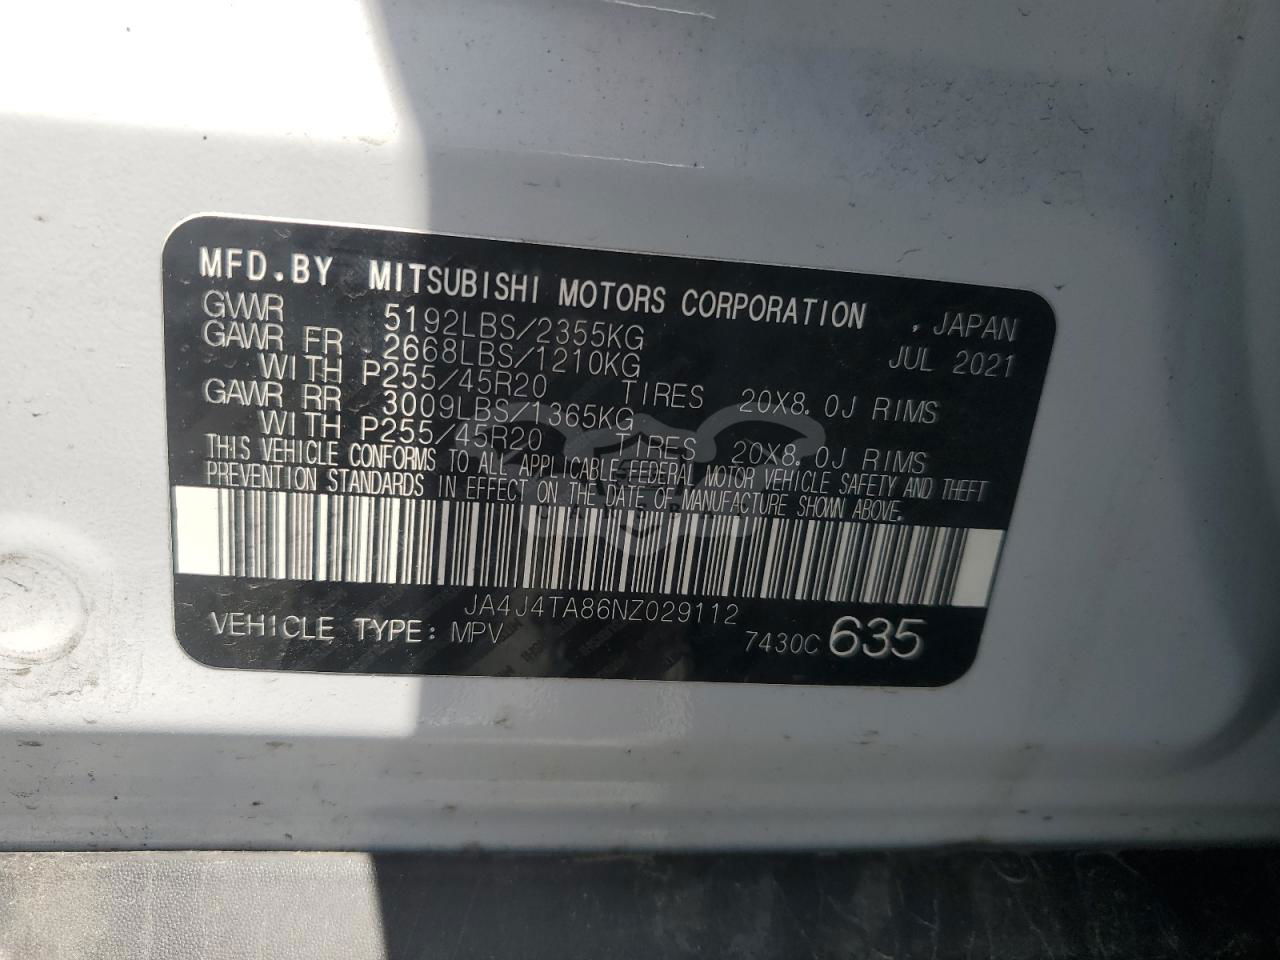 MFD.BY MITSUBISHI MOTORS CORPORATION , JAPAN
GVWR 5192LBS/2355KG JUL 2021
GAWR FR 2668LBS/1210KG
WITH P255/45R20 TIRES 20X8.0J RIMS
GAWR RR 3009LBS/1365KG
WITH P255/45R20 TIRES 20X8.0J RIMS
THIS VEHICLE CONFORMS TO ALL APPLICABLE FEDERAL MOTOR VEHICLE SAFETY AND THEFT
PREVENTION STANDARDS IN EFFECT ON THE DATE OF MANUFACTURE SHOWN ABOVE.
JA4J4TA86NZ029112
VEHICLE TYPE: MPV 7430C 635